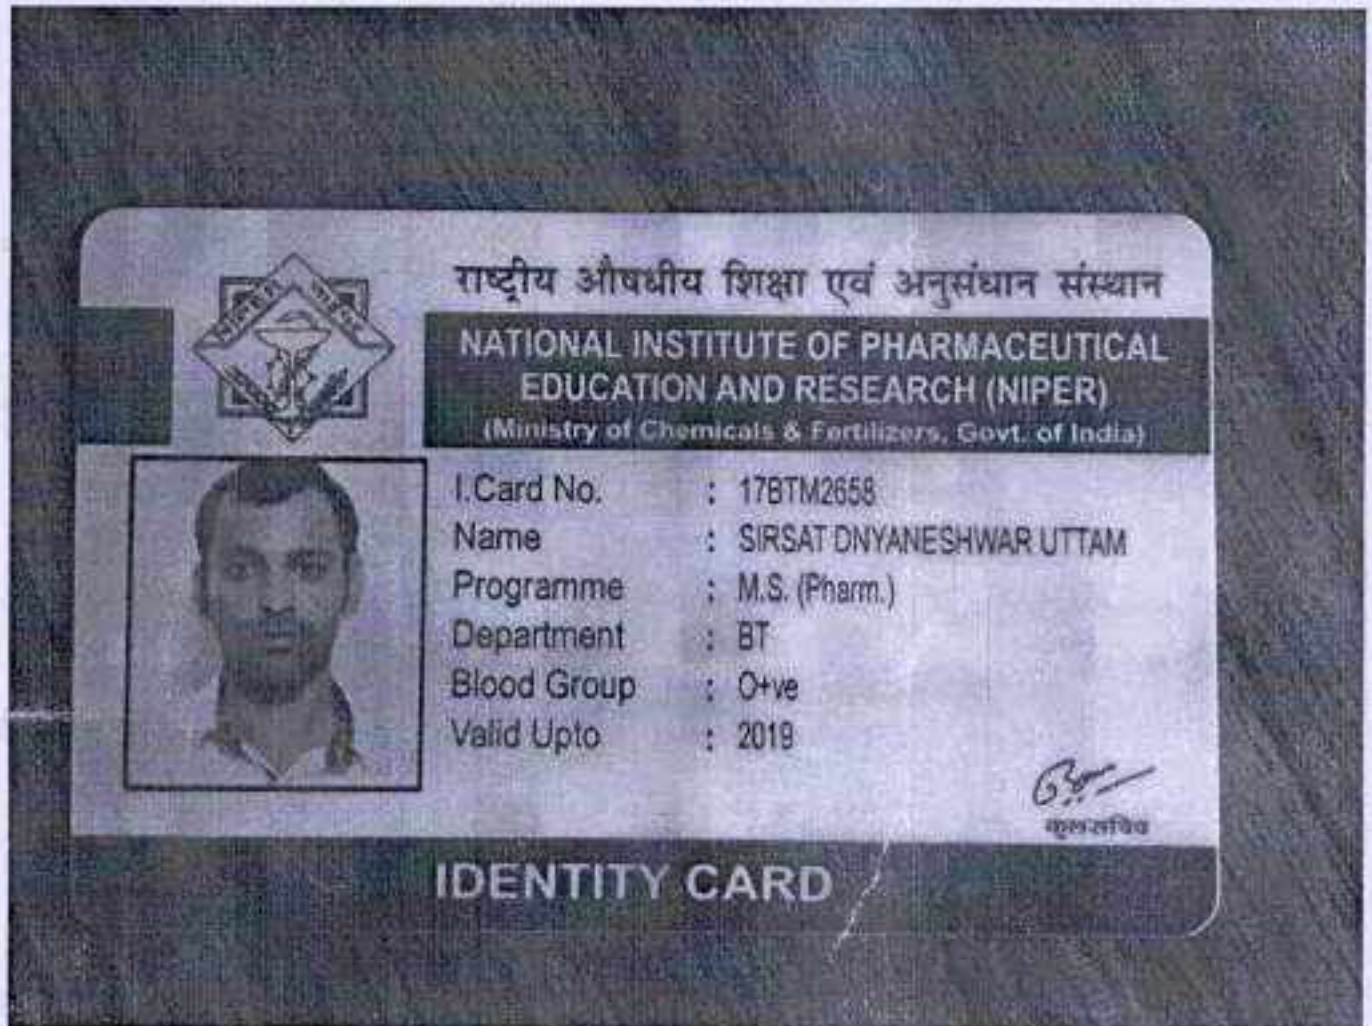 राष्ट्रीय औषधीय शिक्षा एवं अनुसंधान संस्थान
NATIONAL INSTITUTE OF PHARMACEUTICAL
EDUCATION AND RESEARCH (NIPER)
(Ministry of Chemicals & Fertilizers, Govt. of India)
I.Card No. : 17BTM2658
Name : SIRSAT DNYANESHWAR UTTAM
Programme : M.S. (Pharm.)
Department : BT
Blood Group : O+ve
Valid Upto : 2019
कुलसचिव
IDENTITY CARD